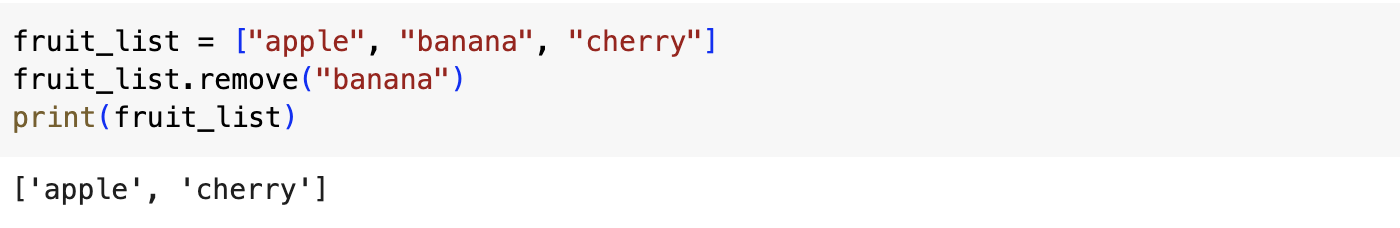 fruit_list = ["apple", "banana", "cherry"]
fruit_list.remove("banana")
print(fruit_list)
['apple', 'cherry']